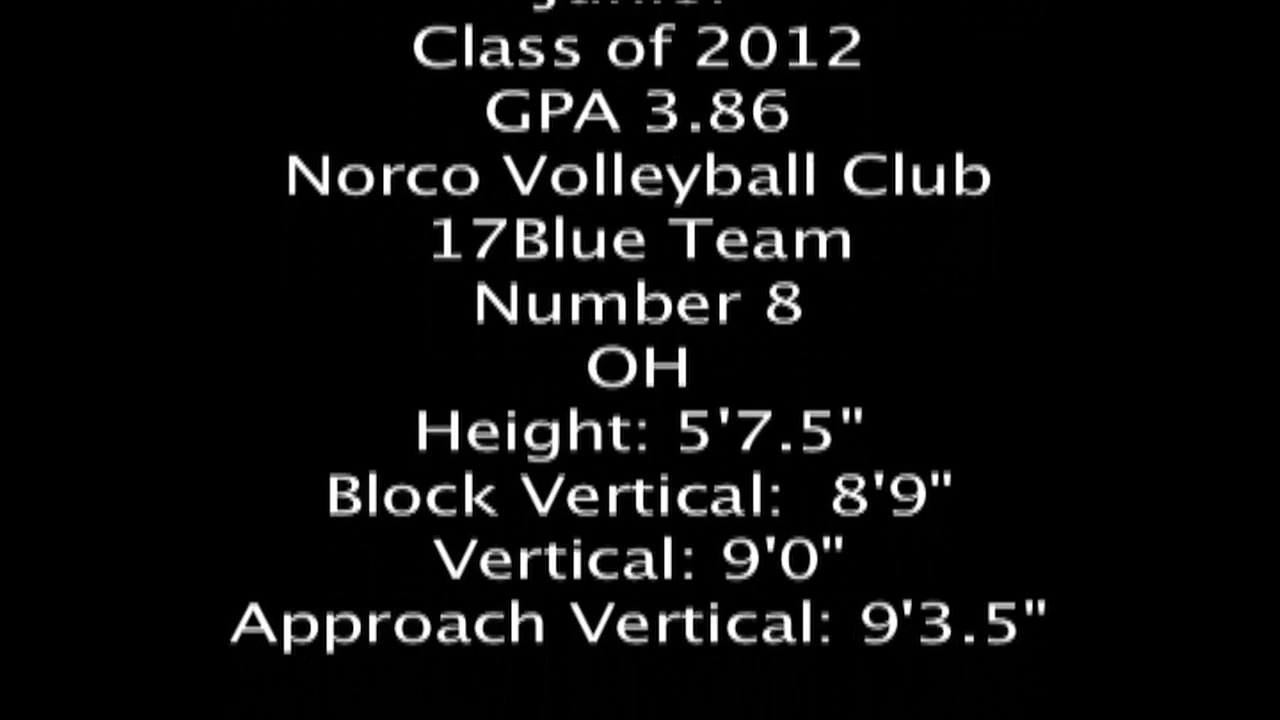 Class of 2012
GPA 3.86
Norco Volleyball Club
17Blue Team
Number 8
OH
Height: 5'7.5"
Block Vertical:  8'9"
Vertical: 9'0"
Approach Vertical: 9'3.5"